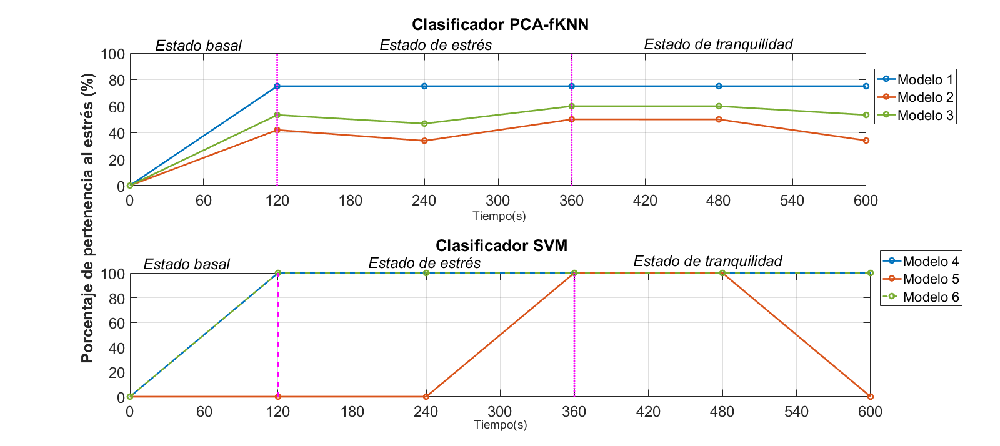 Clasificador PCA-fKNN
Estado basal
Estado de estrés
Estado de tranquilidad
100
80
60
40
20
0
0 60 120 180 240 300 360 420 480 540 600
Tiempo(s)
Modelo 1
Modelo 2
Modelo 3
Porcentaje de pertenencia al estrés (%)
Clasificador SVM
Estado basal
Estado de estrés
Estado de tranquilidad
100
80
60
40
20
0
0 60 120 180 240 300 360 420 480 540 600
Tiempo(s)
Modelo 4
Modelo 5
Modelo 6